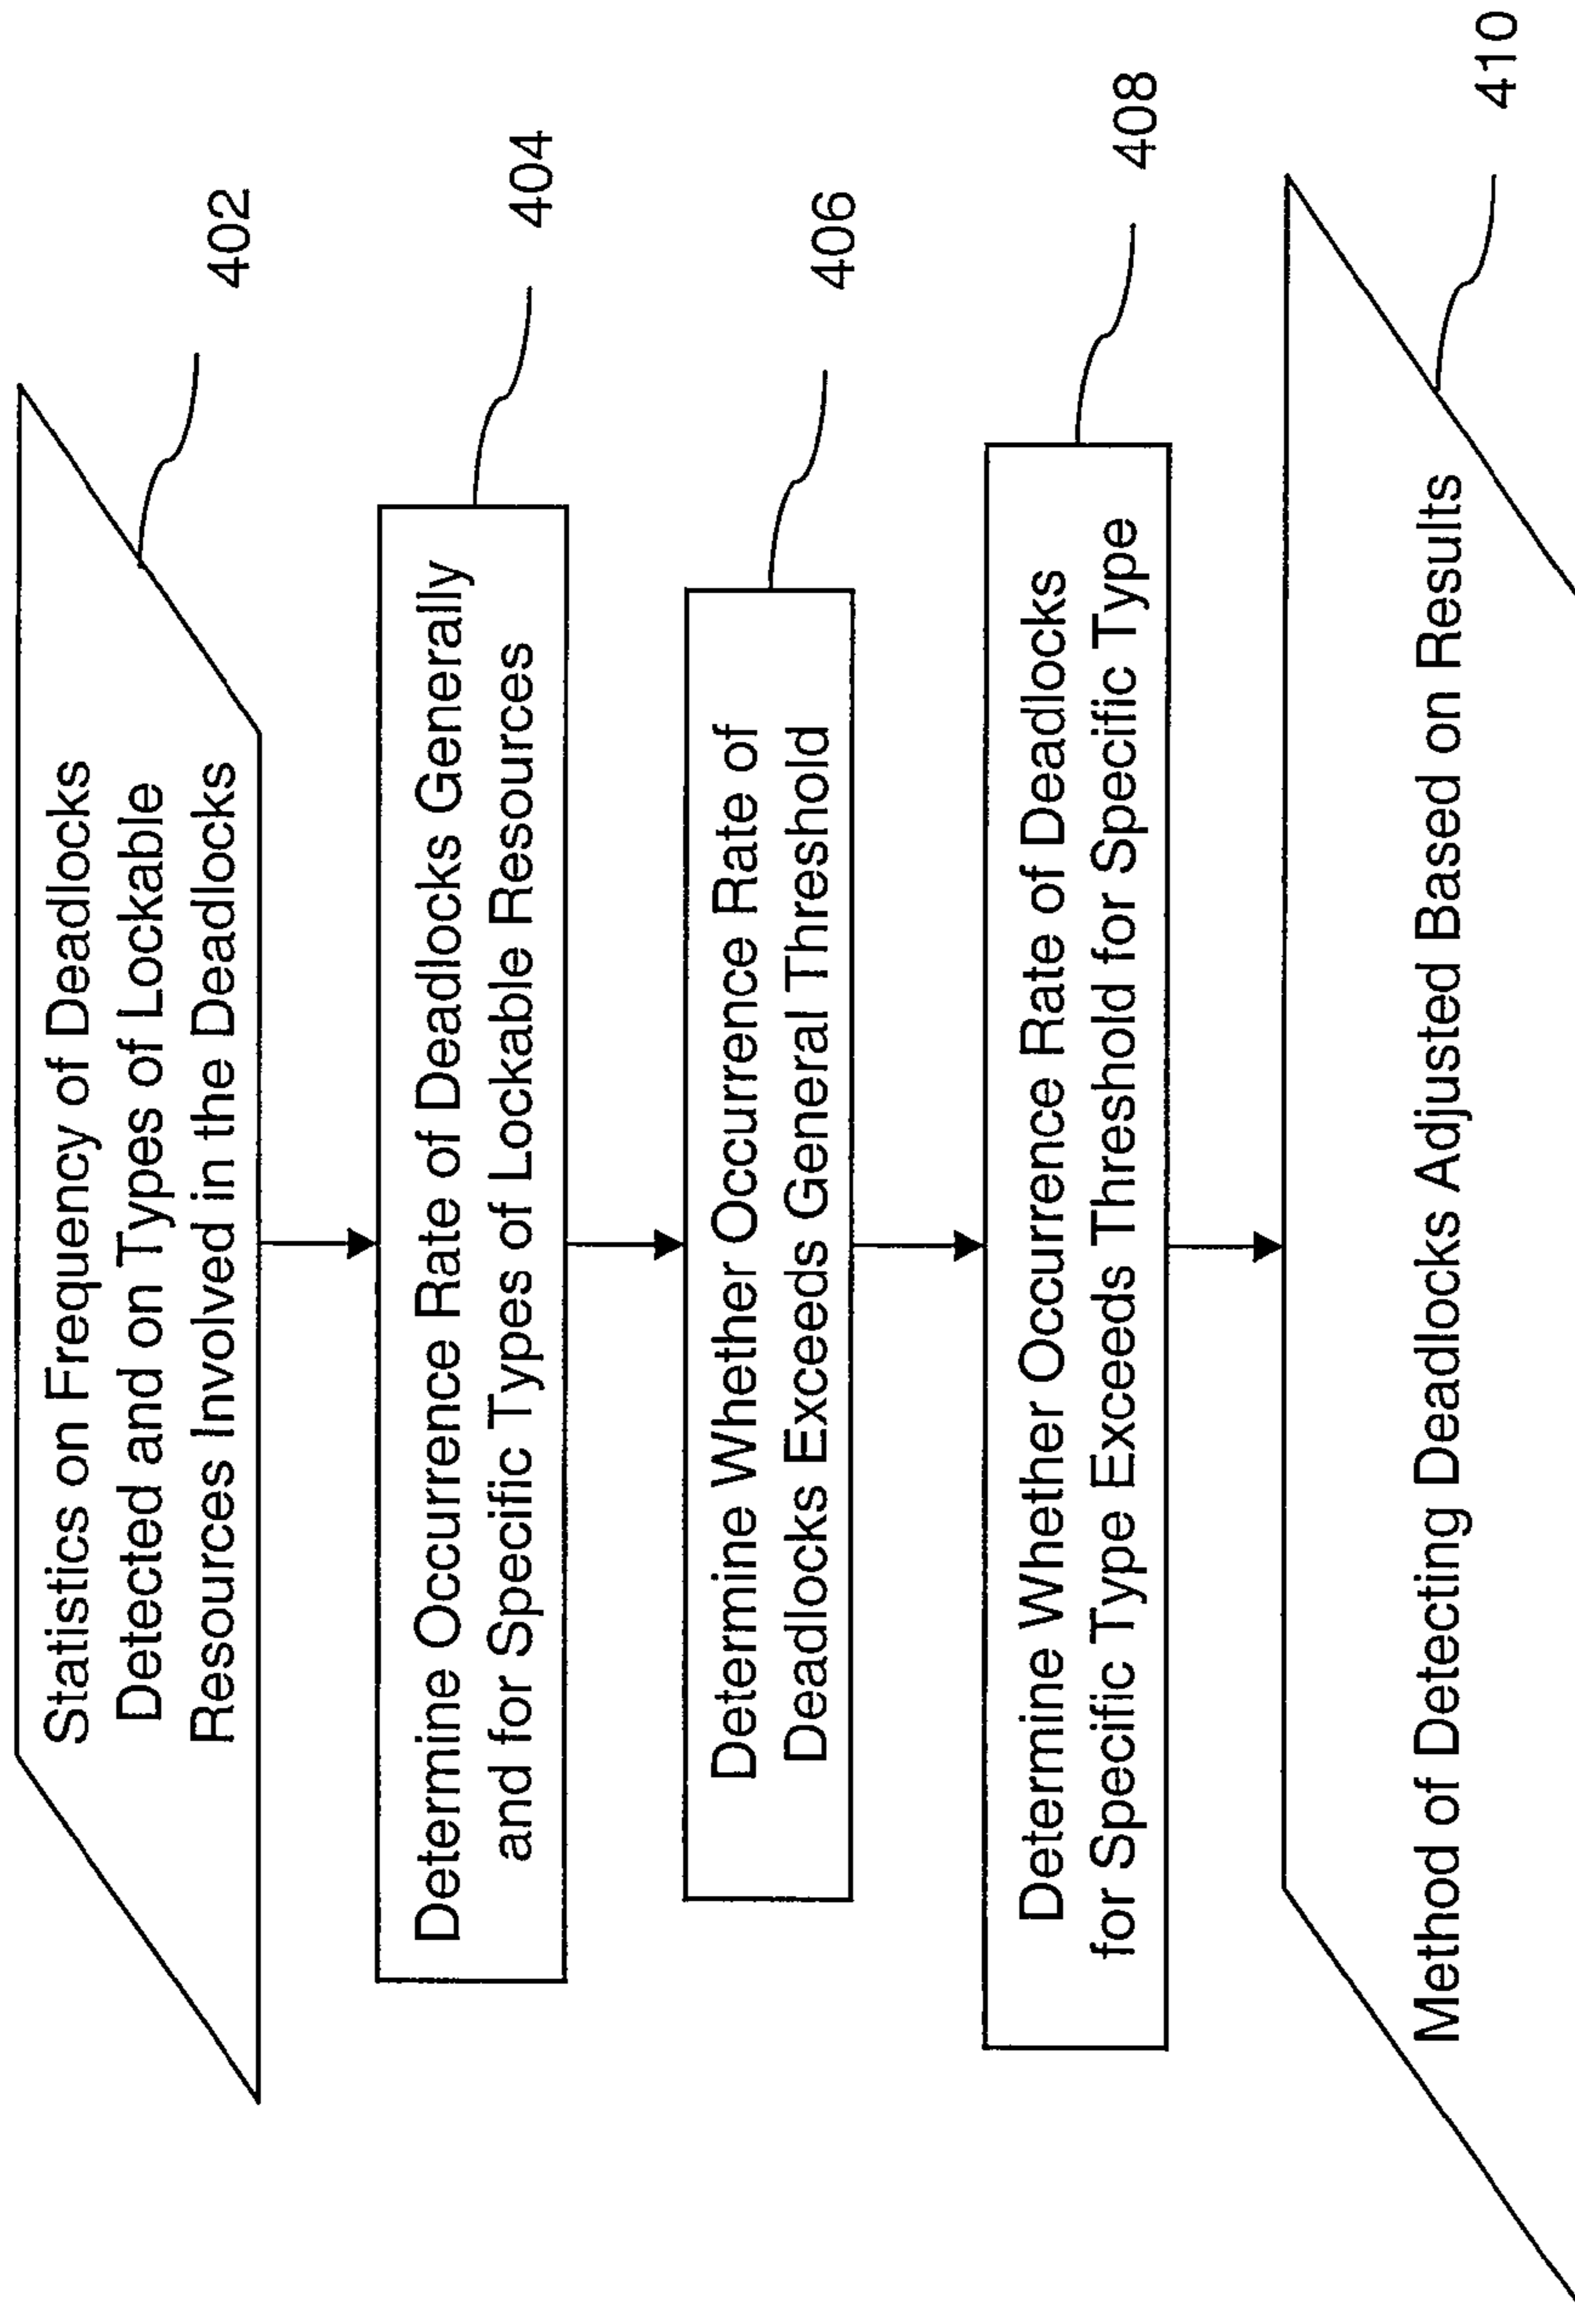 Statistics on Frequency of Deadlocks
Detected and on Types of Lockable
Resources Involved in the Deadlocks
402
Determine Occurrence Rate of Deadlocks Generally
and for Specific Types of Lockable Resources
404
Determine Whether Occurrence Rate of
Deadlocks Exceeds General Threshold
406
Determine Whether Occurrence Rate of Deadlocks
for Specific Type Exceeds Threshold for Specific Type
408
Method of Detecting Deadlocks Adjusted Based on Results
410